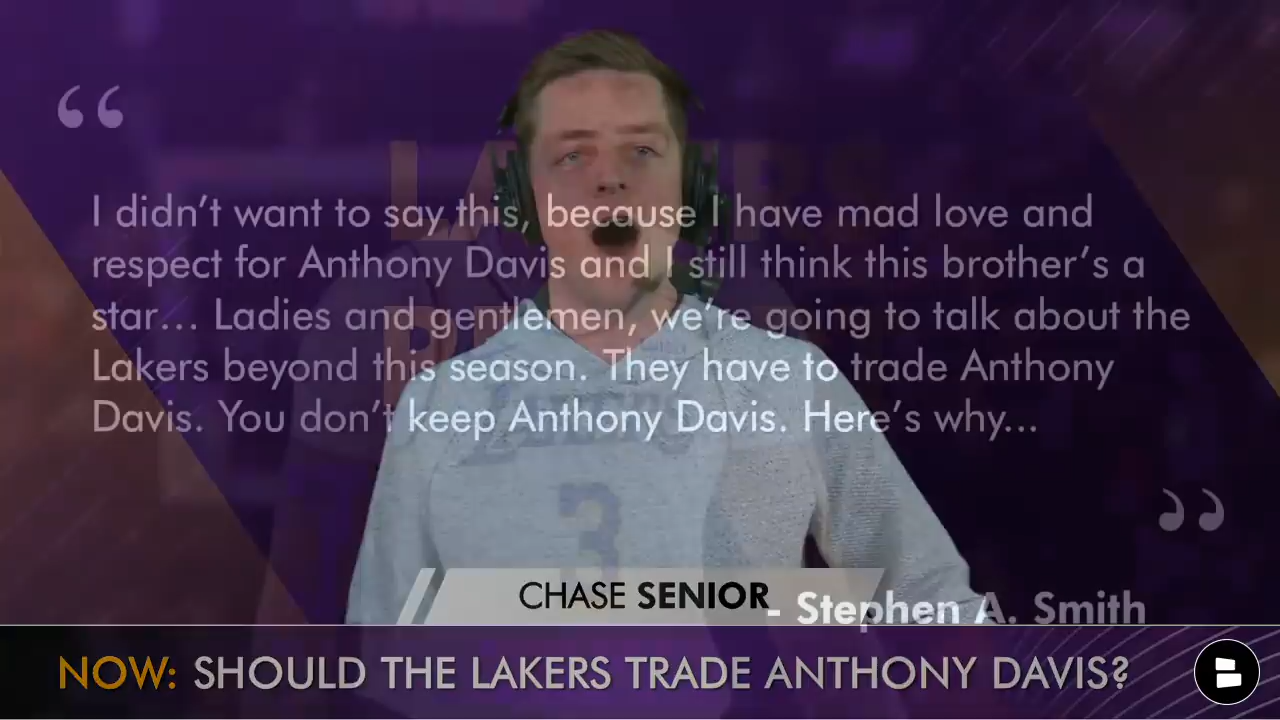 “
I didn’t want to say this, because I have mad love and
respect for Anthony Davis and I still think this brother’s a
star... Ladies and gentlemen, we’re going to talk about the
Lakers beyond this season. They have to trade Anthony
Davis. You don’t keep Anthony Davis. Here’s why...
”
3
CHASE SENIOR
- Stephen A. Smith
NOW: SHOULD THE LAKERS TRADE ANTHONY DAVIS?